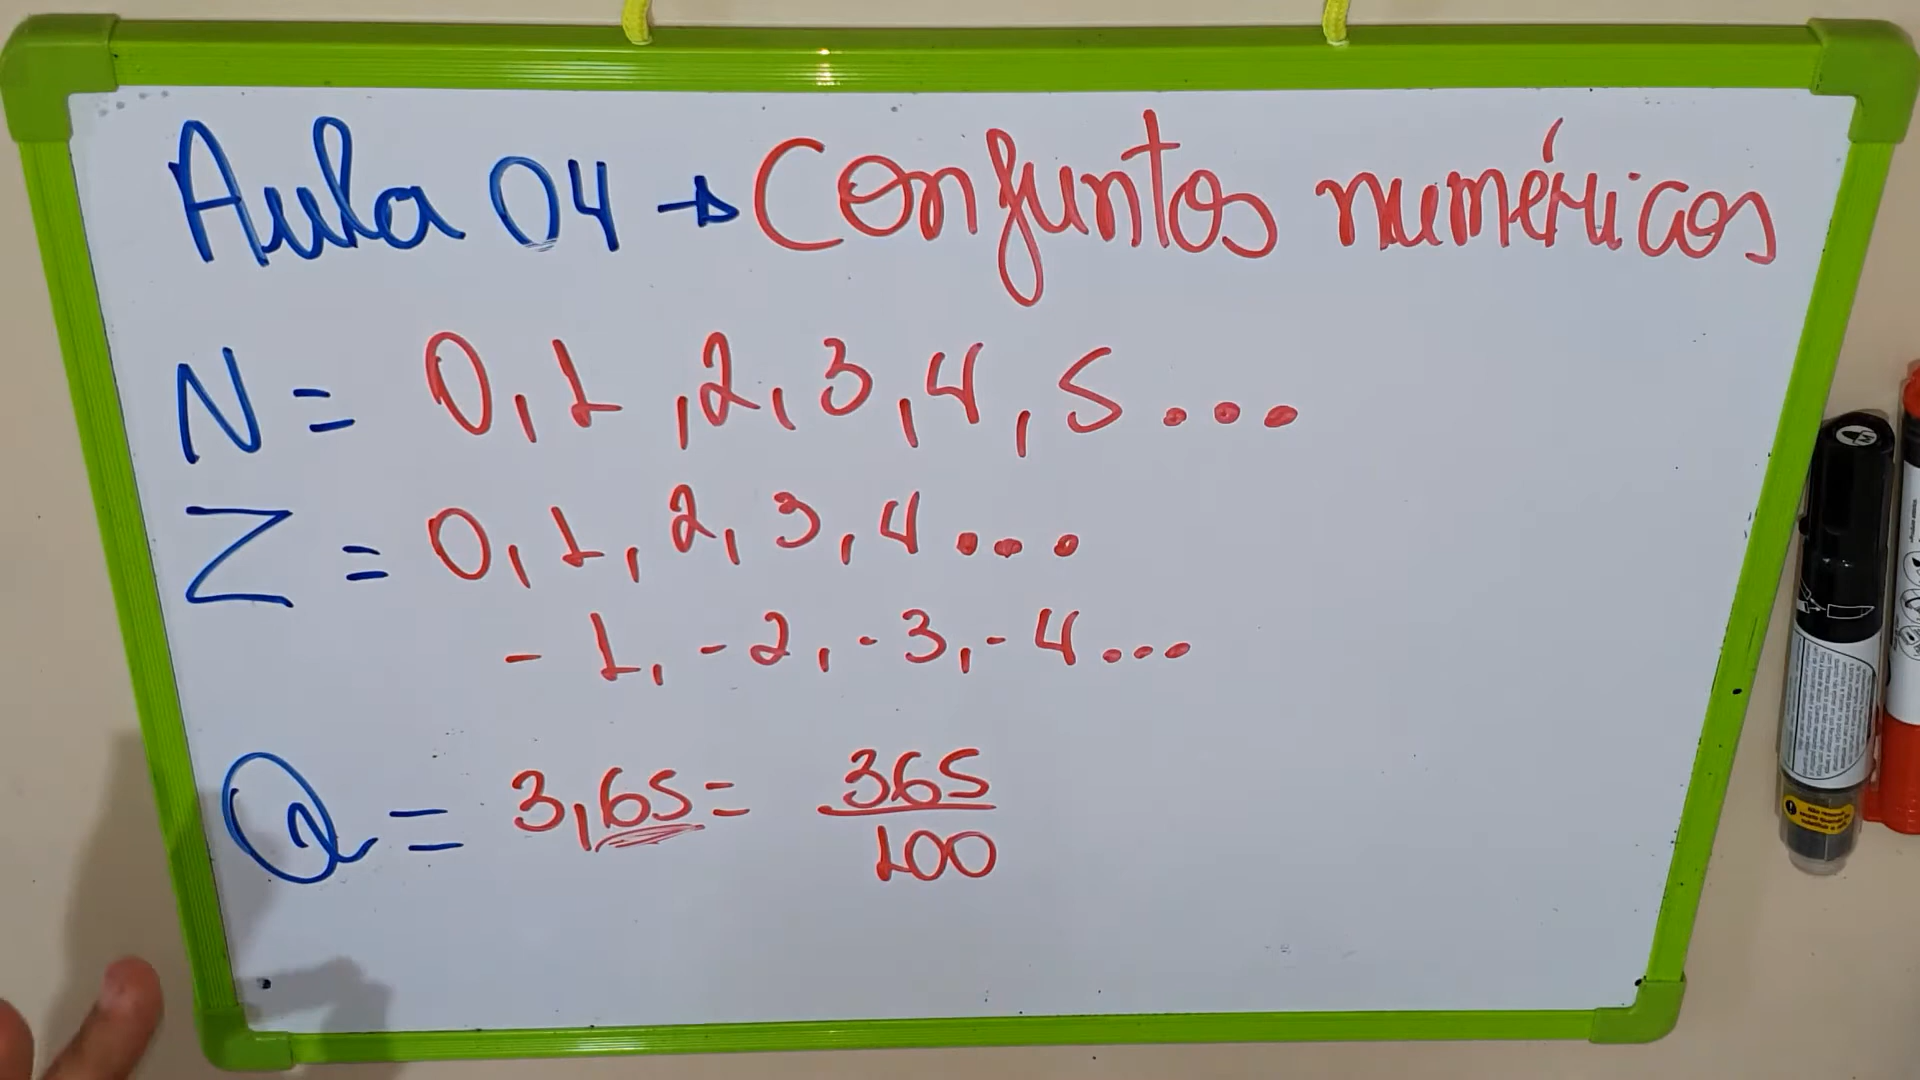 Aula 04 → Conjuntos numéricos
N = 0, 1, 2, 3, 4, 5 ...
Z = 0, 1, 2, 3, 4 ...
- 1, - 2, - 3, - 4 ...
Q = 3,65 = 365/100